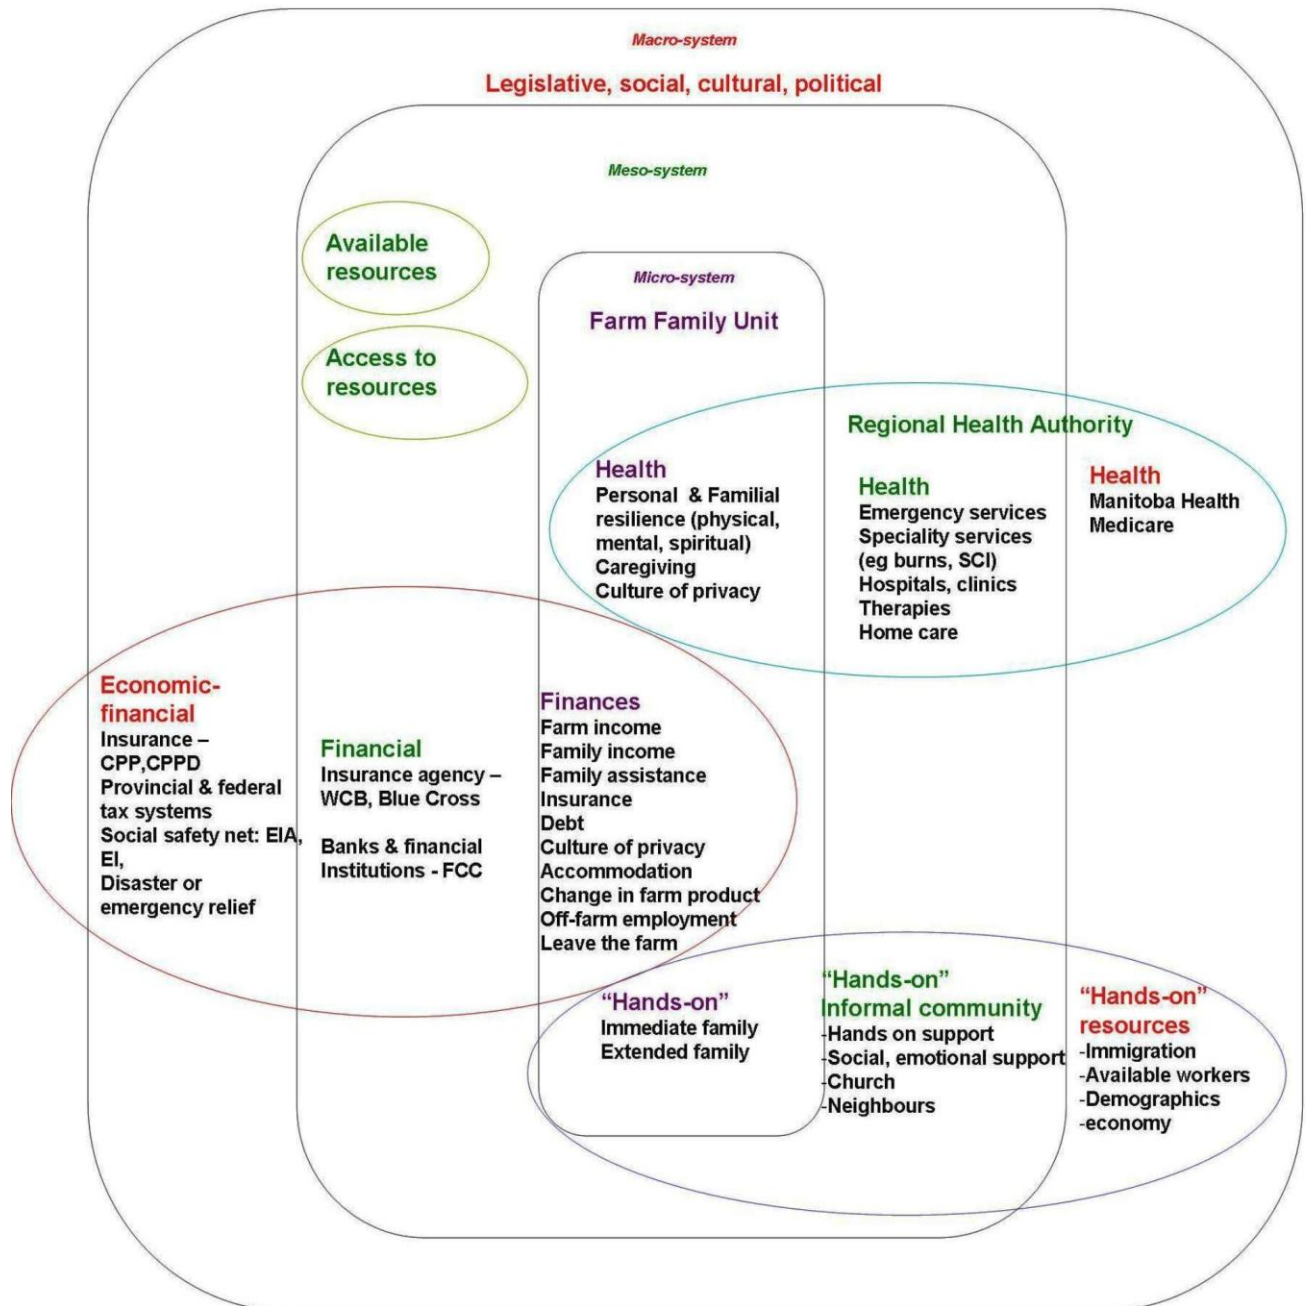 Macro-system
Legislative, social, cultural, political
Meso-system
Available
resources
Access to
resources
Micro-system
Farm Family Unit
Regional Health Authority
Health
Personal & Familial
resilience (physical,
mental, spiritual)
Caregiving
Culture of privacy
Health
Emergency services
Speciality services
(eg burns, SCI)
Hospitals, clinics
Therapies
Home care
Health
Manitoba Health
Medicare
Economic-
financial
Insurance –
CPP,CPPD
Provincial & federal
tax systems
Social safety net: EIA,
EI,
Disaster or
emergency relief
Financial
Insurance agency –
WCB, Blue Cross
Banks & financial
Institutions - FCC
Finances
Farm income
Family income
Family assistance
Insurance
Debt
Culture of privacy
Accommodation
Change in farm product
Off-farm employment
Leave the farm
“Hands-on”
Immediate family
Extended family
“Hands-on”
Informal community
-Hands on support
-Social, emotional support
-Church
-Neighbours
“Hands-on”
resources
-Immigration
-Available workers
-Demographics
-economy